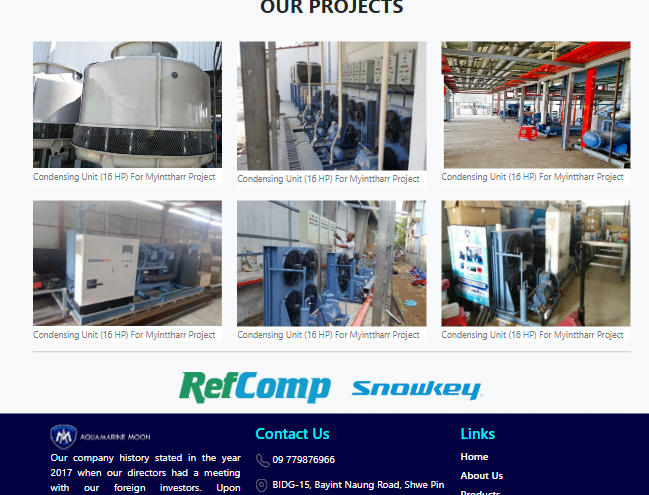 OUR PROJECTS
Condensing Unit (16 HP) For Myinttharr Project
Condensing Unit (16 HP) For Myinttharr Project
Condensing Unit (16 HP) For Myinttharr Project
Condensing Unit (16 HP) For Myinttharr Project
Condensing Unit (16 HP) For Myinttharr Project
Condensing Unit (16 HP) For Myinttharr Project
RefComp
Snowkey
AQUAMARINE MOON
Our company history stated in the year
2017 when our directors had a meeting
with our foreign investors. Upon
Contact Us
09 779876966
BIDG-15, Bayint Naung Road, Shwe Pin
Links
Home
About Us
Products